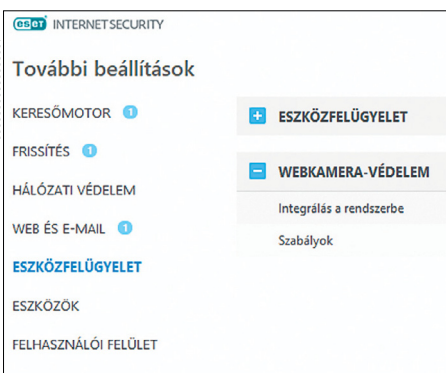 eset INTERNET SECURITY
További beállítások
KERESŐMOTOR 1
FRISSÍTÉS 1
HÁLÓZATI VÉDELEM
WEB ÉS E-MAIL 1
ESZKÖZFELÜGYELET
ESZKÖZÖK
FELHASZNÁLÓI FELÜLET
ESZKÖZFELÜGYELET
WEBKAMERA-VÉDELEM
Integrálás a rendszerbe
Szabályok